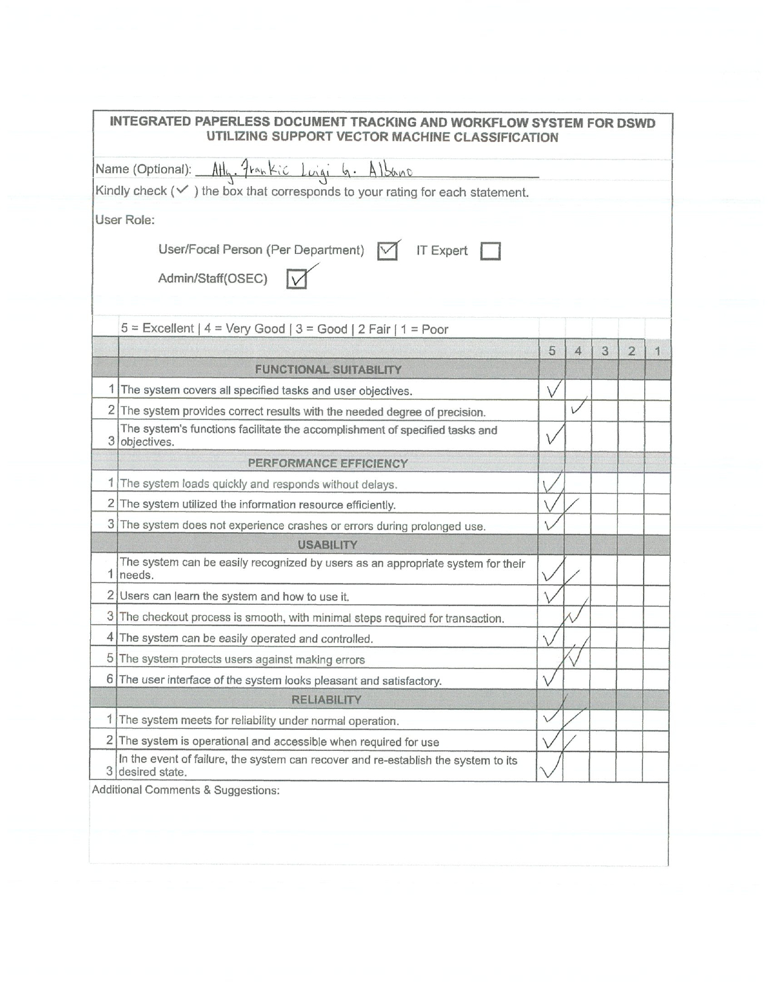 INTEGRATED PAPERLESS DOCUMENT TRACKING AND WORKFLOW SYSTEM FOR DSWD
UTILIZING SUPPORT VECTOR MACHINE CLASSIFICATION
Name (Optional): Atty. Frankie Luigi G. Albano
Kindly check (✓ ) the box that corresponds to your rating for each statement.
User Role:
User/Focal Person (Per Department) ☑ IT Expert ☐
Admin/Staff(OSEC) ☑
5 = Excellent | 4 = Very Good | 3 = Good | 2 Fair | 1 = Poor
5 4 3 2 1
FUNCTIONAL SUITABILITY
1 The system covers all specified tasks and user objectives. ✓
2 The system provides correct results with the needed degree of precision. ✓
The system's functions facilitate the accomplishment of specified tasks and
3 objectives. ✓
PERFORMANCE EFFICIENCY
1 The system loads quickly and responds without delays. ✓
2 The system utilized the information resource efficiently. ✓
3 The system does not experience crashes or errors during prolonged use. ✓
USABILITY
The system can be easily recognized by users as an appropriate system for their
1 needs. ✓
2 Users can learn the system and how to use it. ✓
3 The checkout process is smooth, with minimal steps required for transaction. ✓
4 The system can be easily operated and controlled. ✓
5 The system protects users against making errors ✓
6 The user interface of the system looks pleasant and satisfactory. ✓
RELIABILITY
1 The system meets for reliability under normal operation. ✓
2 The system is operational and accessible when required for use ✓
In the event of failure, the system can recover and re-establish the system to its
3 desired state. ✓
Additional Comments & Suggestions: